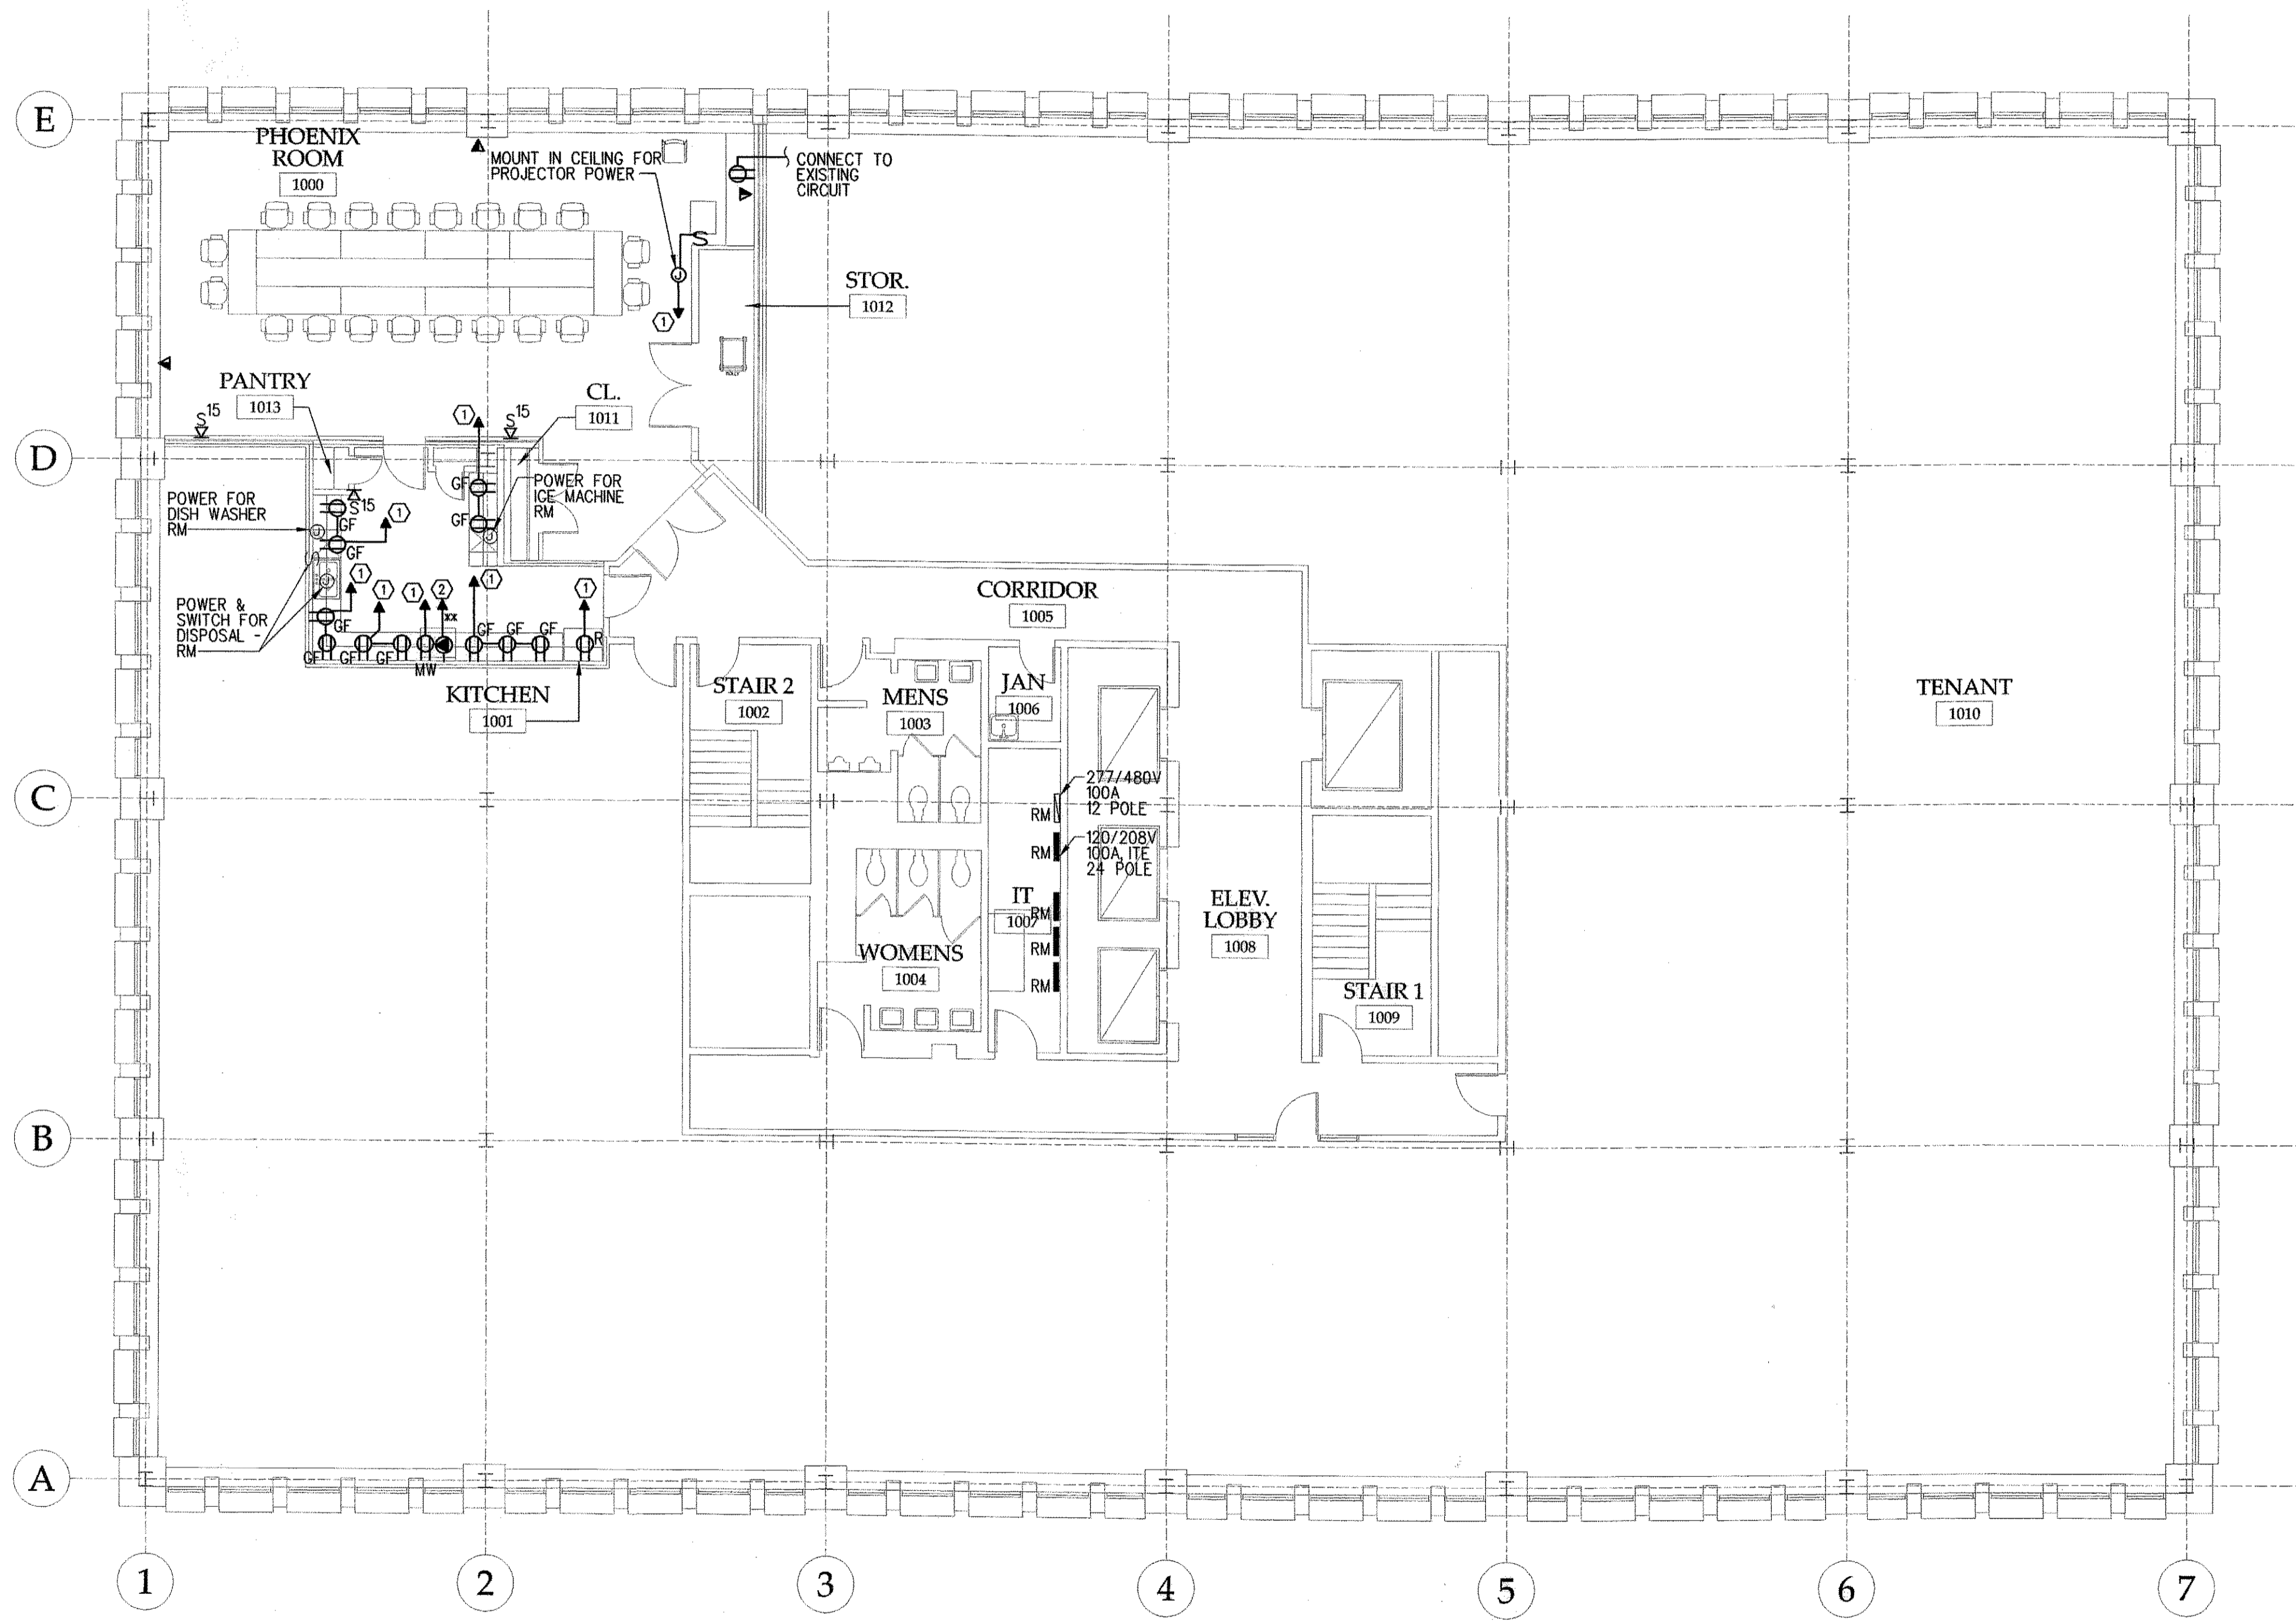 E
PHOENIX
ROOM
1000
MOUNT IN CEILING FOR
PROJECTOR POWER
CONNECT TO
EXISTING
CIRCUIT
S
J
1
STOR.
1012
PANTRY
1013
CL.
1011
S15
1
S15
D
POWER FOR
DISH WASHER
RM
J
S15
GF
GF
1
GF
GF
J
POWER FOR
ICE MACHINE
RM
POWER &
SWITCH FOR
DISPOSAL -
RM
J
1
1
1
2
1
1
**
GF
GF
GF
GF
GF
GF
GF
MW
R
KITCHEN
1001
CORRIDOR
1005
STAIR 2
1002
MENS
1003
JAN
1006
TENANT
1010
C
277/480V
100A
12 POLE
RM
120/208V
100A, ITE
24 POLE
RM
IT
1007
RM
RM
RM
ELEV.
LOBBY
1008
WOMENS
1004
STAIR 1
1009
B
A
1
2
3
4
5
6
7